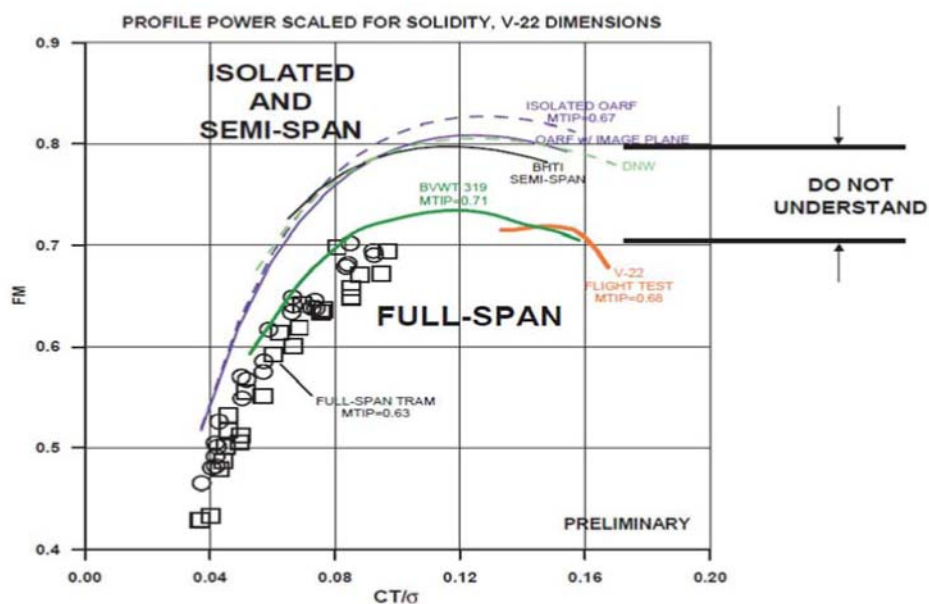 PROFILE POWER SCALED FOR SOLIDITY, V-22 DIMENSIONS
0.9
0.8
0.7
0.6
0.5
0.4
FM
ISOLATED
AND
SEMI-SPAN
ISOLATED OARF
MTIP=0.67
OARF w/ IMAGE PLANE
BHTI
SEMI-SPAN
DNW
BVWT 319
MTIP=0.71
V-22
FLIGHT TEST
MTIP=0.68
FULL-SPAN
FULL-SPAN TRAM
MTIP=0.63
DO NOT
UNDERSTAND
PRELIMINARY
0.00
0.04
0.08
0.12
0.16
0.20
CT/σ